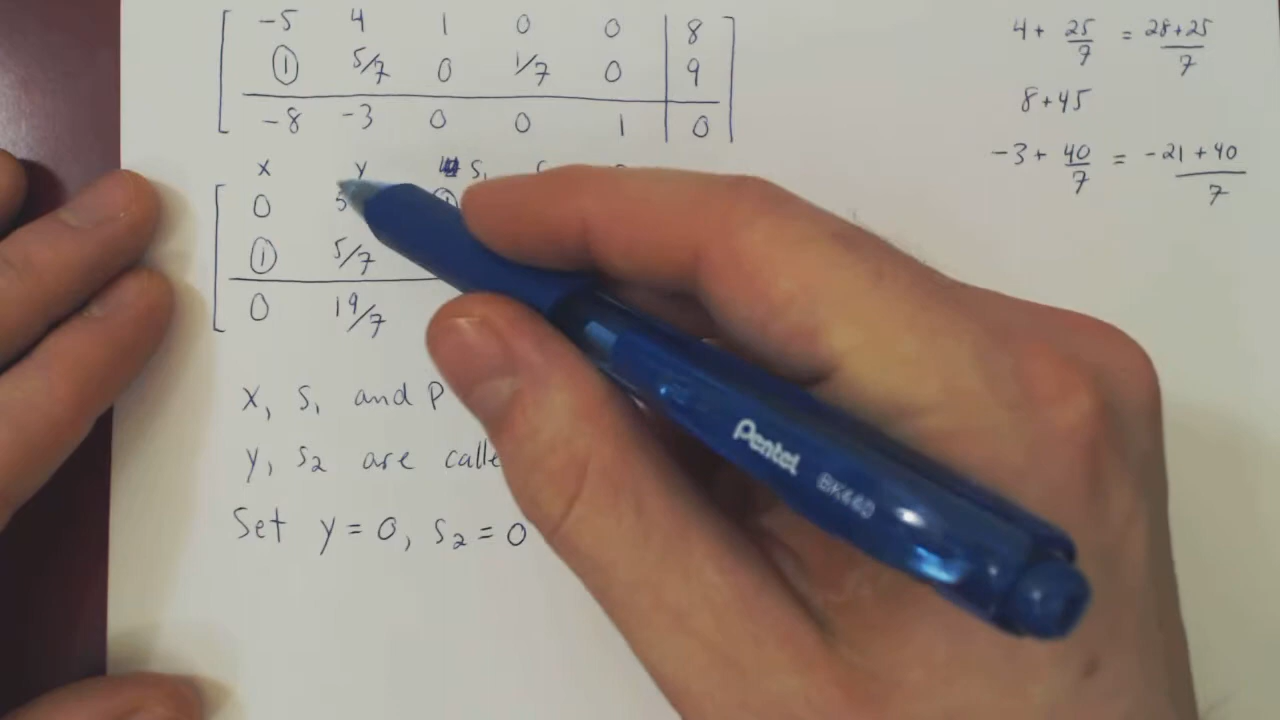 -5 4 1 0 0 8
1 5/7 0 1/7 0 9
-8 -3 0 0 1 0
x y S1
0
1 5/7
0 19/7
x, s1 and P
y, s2 are
Set y = 0, s2 = 0
4 + 25/7 = 28+25/7
8+45
-3 + 40/7 = -21 + 40/7
Pentel BK440